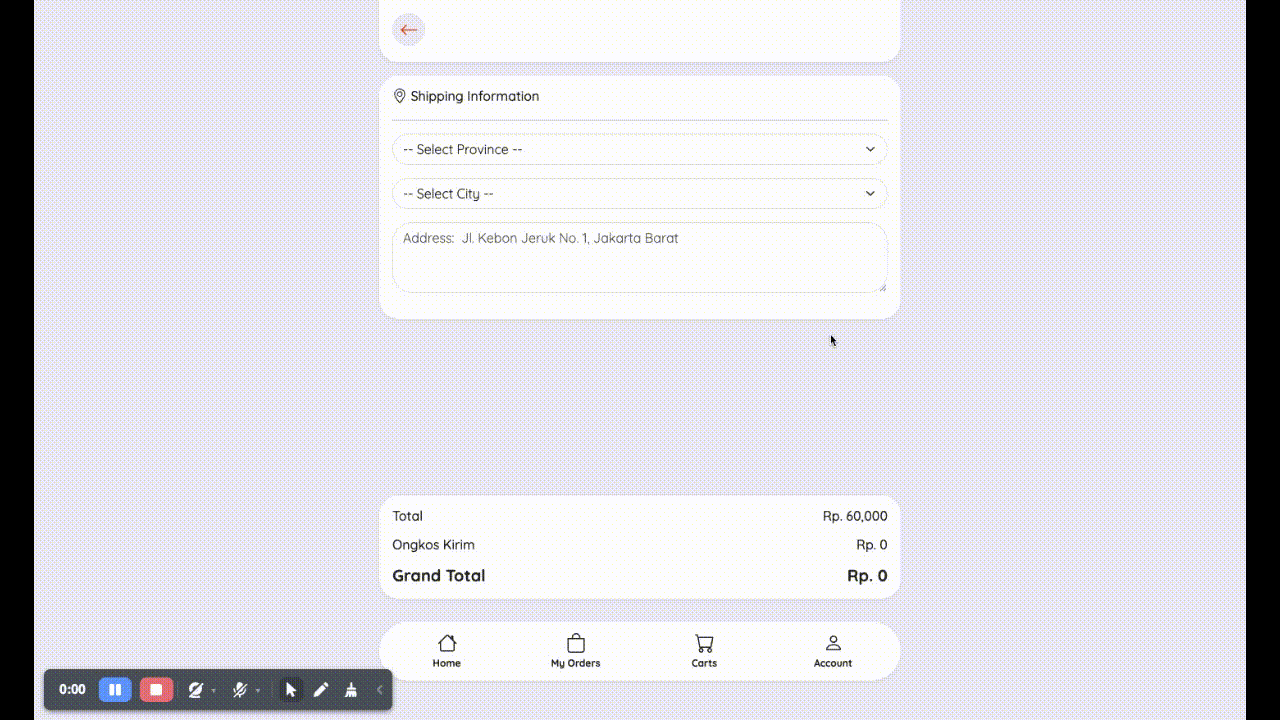 Shipping Information
-- Select Province --
-- Select City --
Address:  Jl. Kebon Jeruk No. 1, Jakarta Barat
Total Rp. 60,000
Ongkos Kirim Rp. 0
Grand Total Rp. 0
Home My Orders Carts Account
0:00